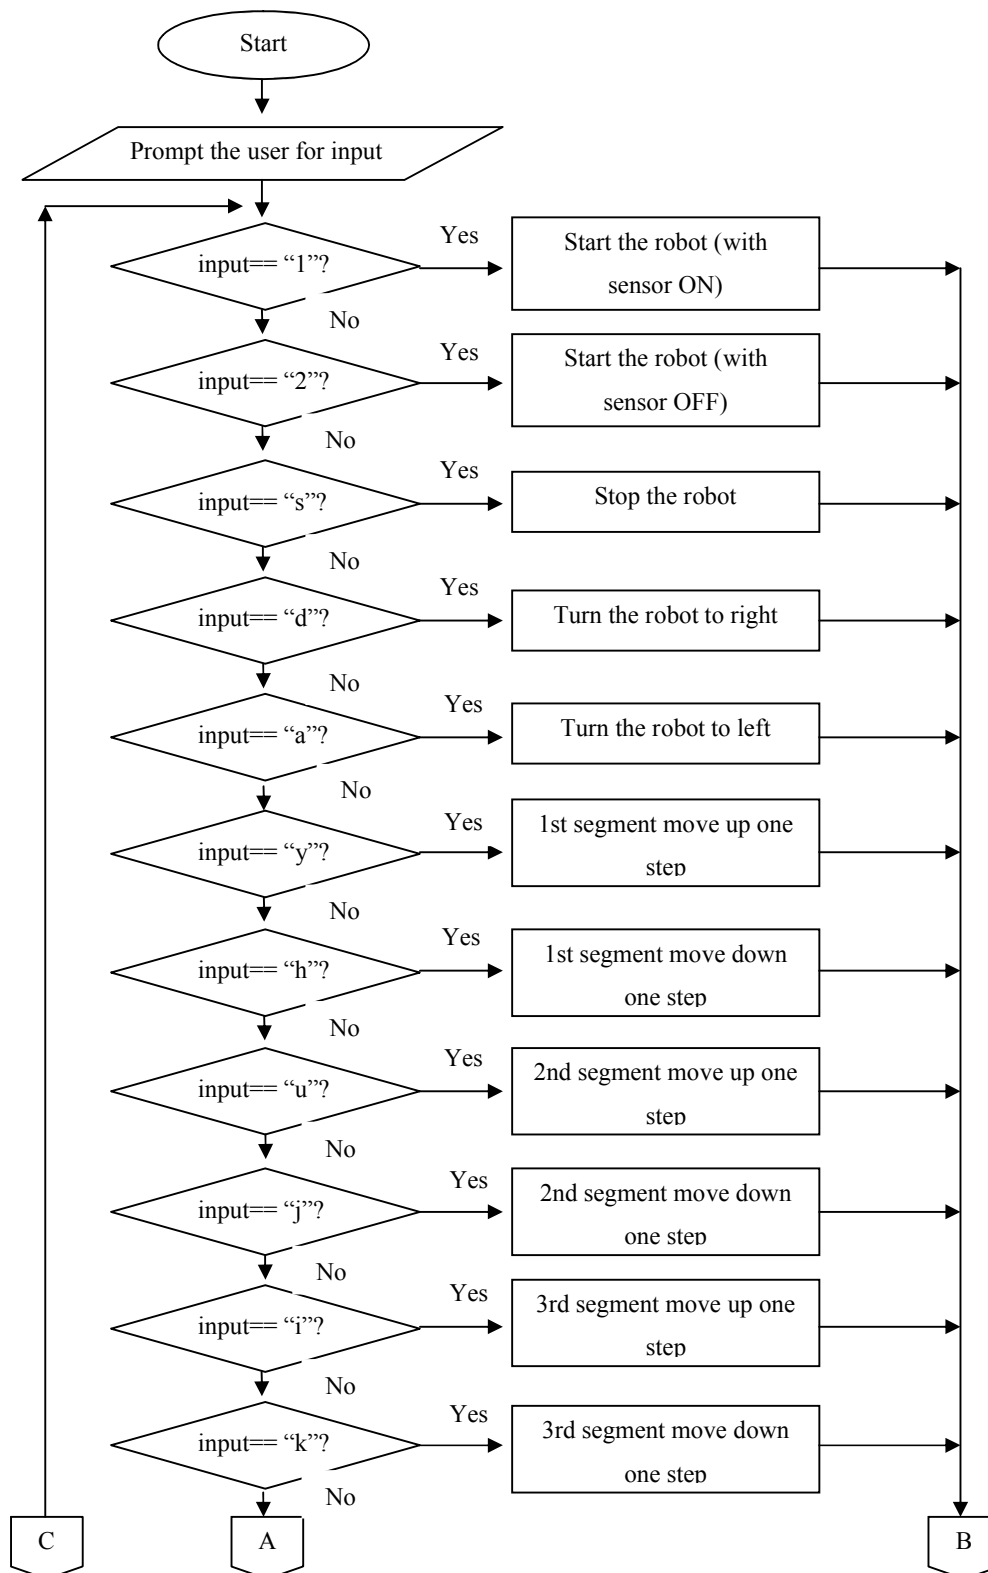 Start
Prompt the user for input
input== “1”?
Yes
Start the robot (with
sensor ON)
No
input== “2”?
Yes
Start the robot (with
sensor OFF)
No
input== “s”?
Yes
Stop the robot
No
input== “d”?
Yes
Turn the robot to right
No
input== “a”?
Yes
Turn the robot to left
No
input== “y”?
Yes
1st segment move up one
step
No
input== “h”?
Yes
1st segment move down
one step
No
input== “u”?
Yes
2nd segment move up one
step
No
input== “j”?
Yes
2nd segment move down
one step
No
input== “i”?
Yes
3rd segment move up one
step
No
input== “k”?
Yes
3rd segment move down
one step
No
C
A
B